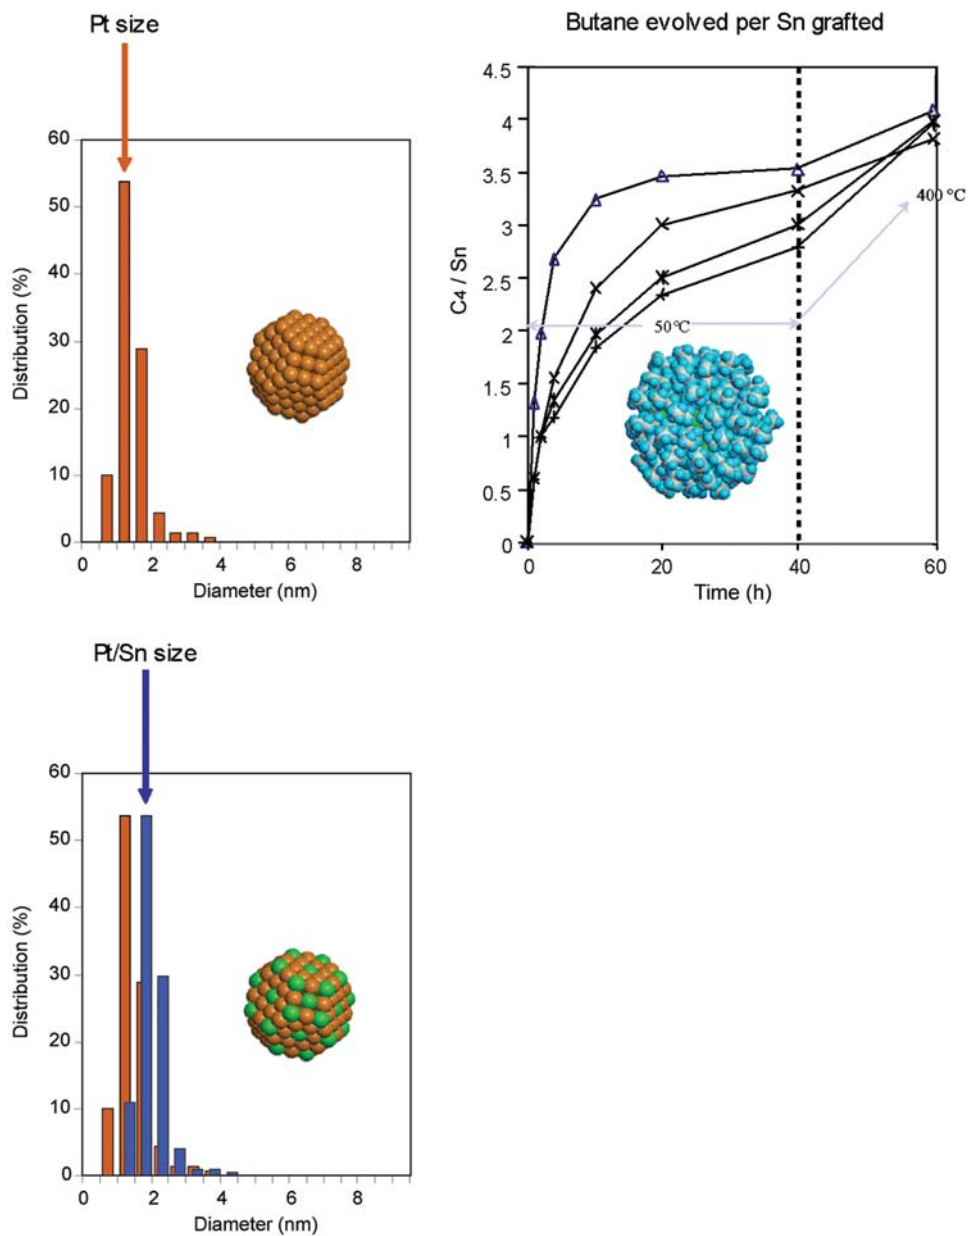 Pt size
60
50
40
30
20
10
0
Distribution (%)
0 2 4 6 8
Diameter (nm)
Butane evolved per Sn grafted
4.5
4
3.5
3
2.5
2
1.5
1
0.5
0
C4 / Sn
400 °C
50°C
0 20 40 60
Time (h)
Pt/Sn size
60
50
40
30
20
10
0
Distribution (%)
0 2 4 6 8
Diameter (nm)